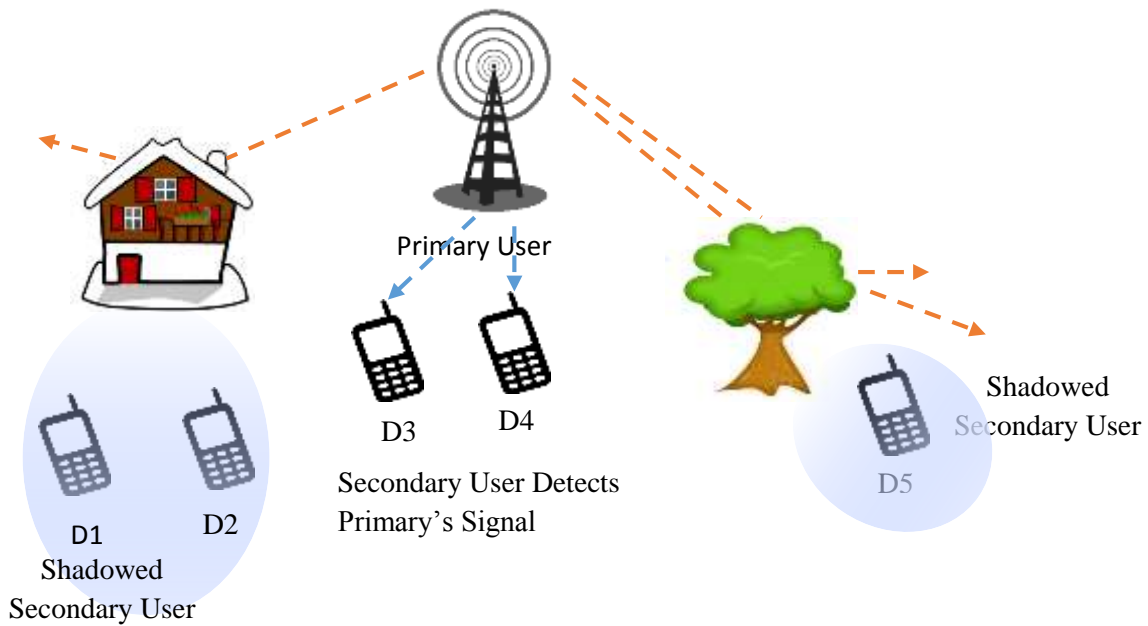 Primary User
D3
D4
Secondary User Detects
Primary’s Signal
D1
D2
Shadowed
Secondary User
Shadowed
Secondary User
D5